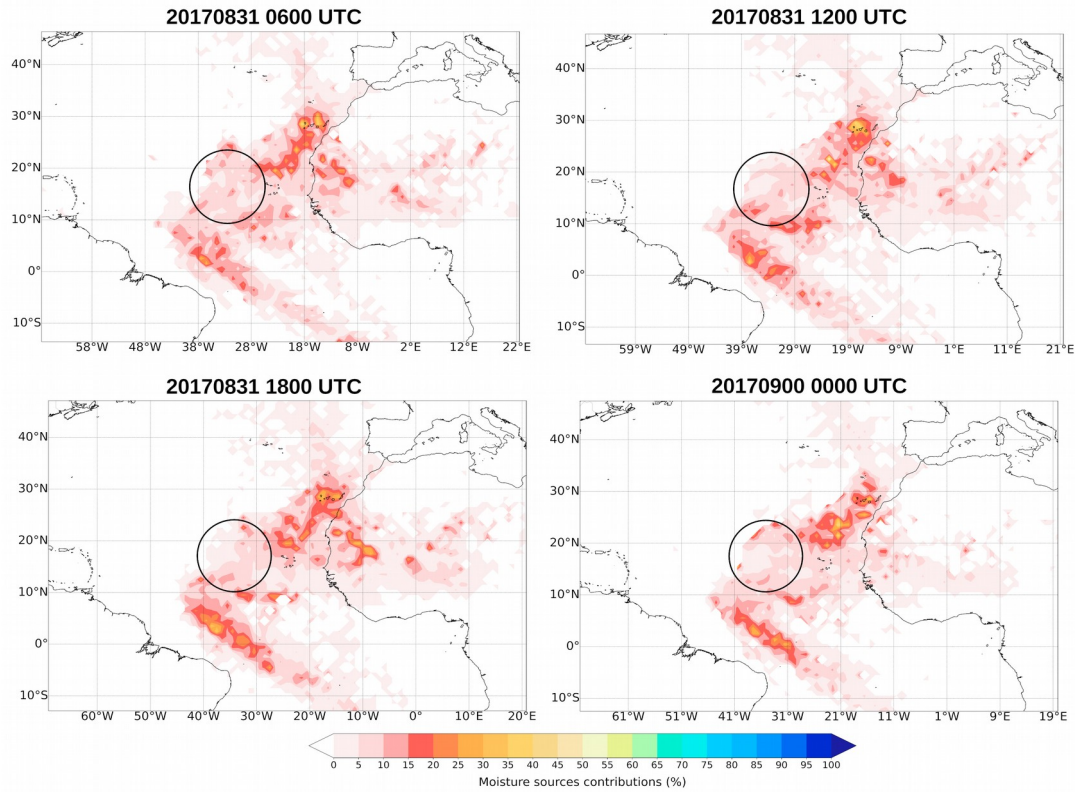 20170831 0600 UTC
20170831 1200 UTC
40°N
30°N
20°N
10°N
0°
10°S
58°W 48°W 38°W 28°W 18°W 8°W 2°E 12°E 22°E
40°N
30°N
20°N
10°N
0°
10°S
59°W 49°W 39°W 29°W 19°W 9°W 1°E 11°E 21°E
20170831 1800 UTC
20170900 0000 UTC
40°N
30°N
20°N
10°N
0°
10°S
60°W 50°W 40°W 30°W 20°W 10°W 0° 10°E 20°E
40°N
30°N
20°N
10°N
0°
10°S
61°W 51°W 41°W 31°W 21°W 11°W 1°W 9°E 19°E
0 5 10 15 20 25 30 35 40 45 50 55 60 65 70 75 80 85 90 95 100
Moisture sources contributions (%)